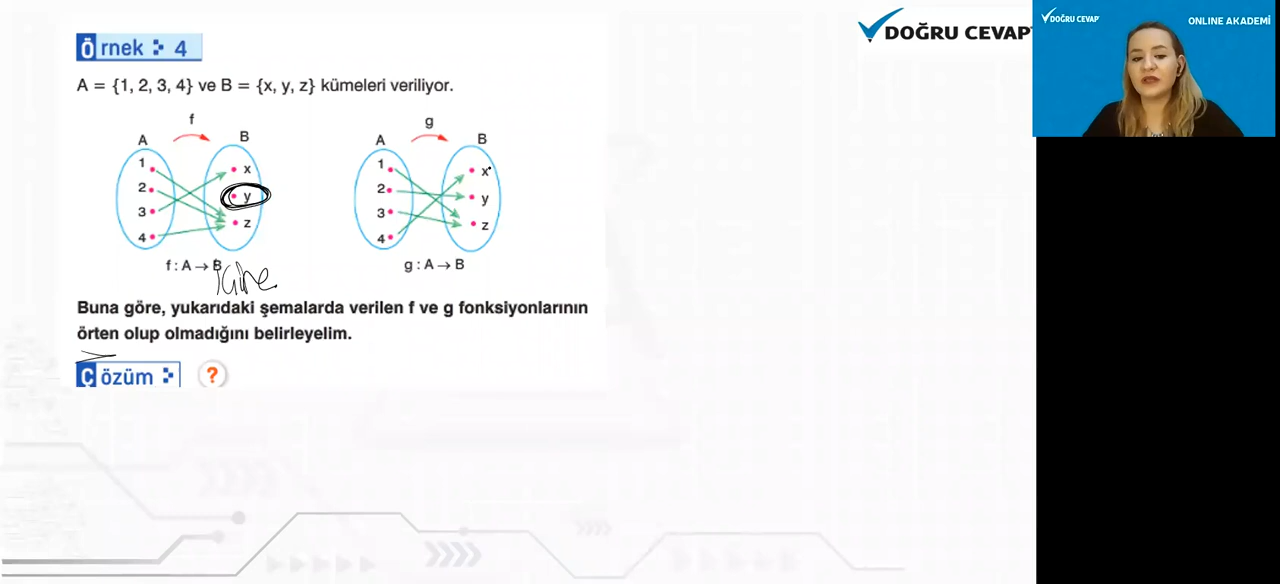 Örnek 4
A = {1, 2, 3, 4} ve B = {x, y, z} kümeleri veriliyor.
f
A B
1 x
2 y
3 z
4
f : A → B
içine
g
A B
1 x
2 y
3 z
4
g : A → B
Buna göre, yukarıdaki şemalarda verilen f ve g fonksiyonlarının
örten olup olmadığını belirleyelim.
Çözüm ?
DOĞRU CEVAP
DOĞRU CEVAP
ONLINE AKADEMİ